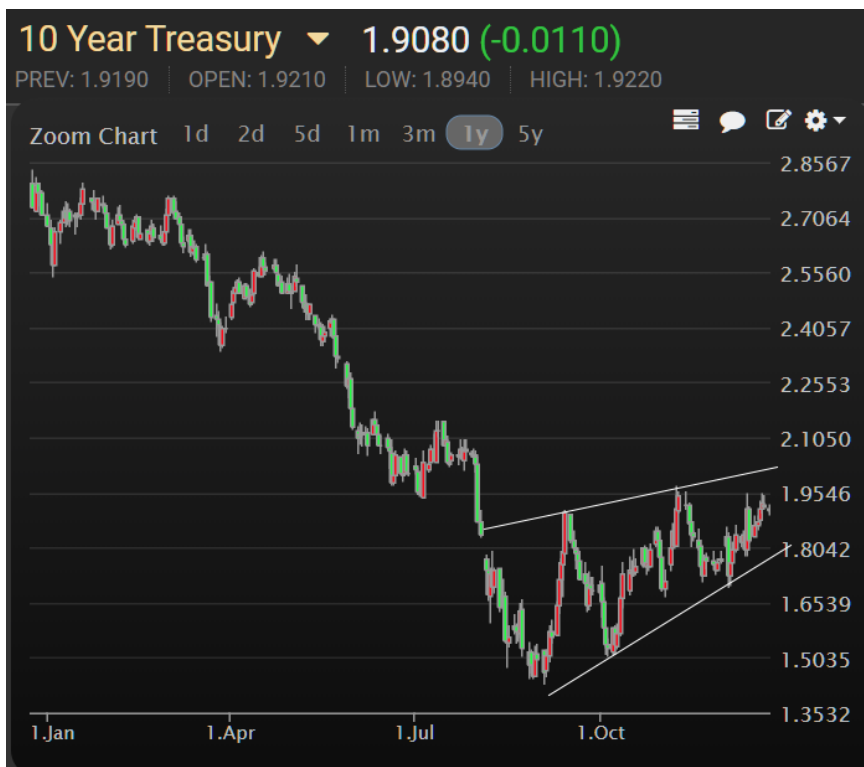 10 Year Treasury 1.9080 (-0.0110)
PREV: 1.9190 OPEN: 1.9210 LOW: 1.8940 HIGH: 1.9220
Zoom Chart 1d 2d 5d 1m 3m 1y 5y
2.8567
2.7064
2.5560
2.4057
2.2553
2.1050
1.9546
1.8042
1.6539
1.5035
1.3532
1.Jan 1.Apr 1.Jul 1.Oct